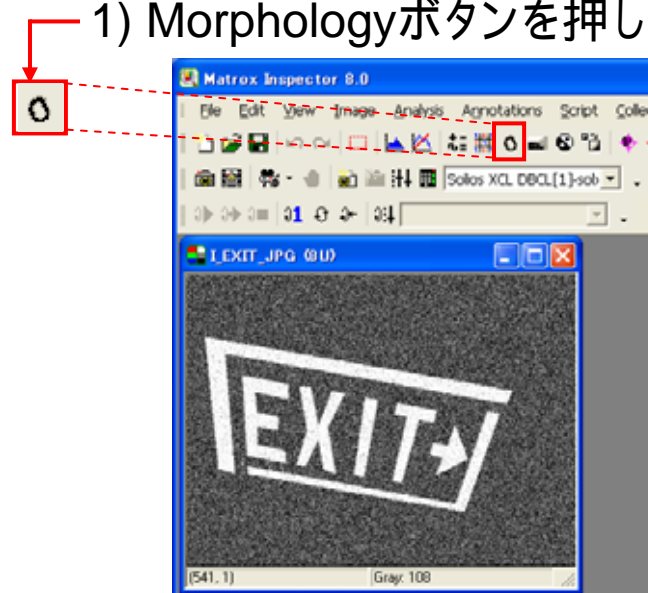 1) Morphologyボタンを押し
Matrox Inspector 8.0
File Edit View Image Analysis Annotations Script Collec
Solios XCL DBCL[1]-sob
I_EXIT_JPG (8U)
EXIT
(541, 1) Gray: 108